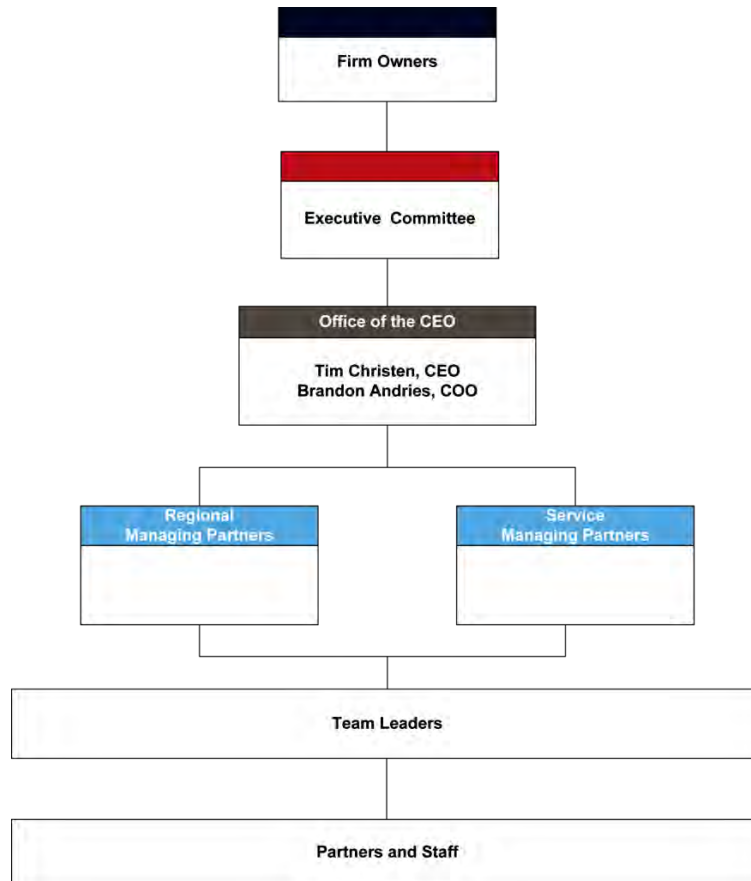 Firm Owners
Executive Committee
Office of the CEO
Tim Christen, CEO
Brandon Andries, COO
Regional
Managing Partners
Service
Managing Partners
Team Leaders
Partners and Staff